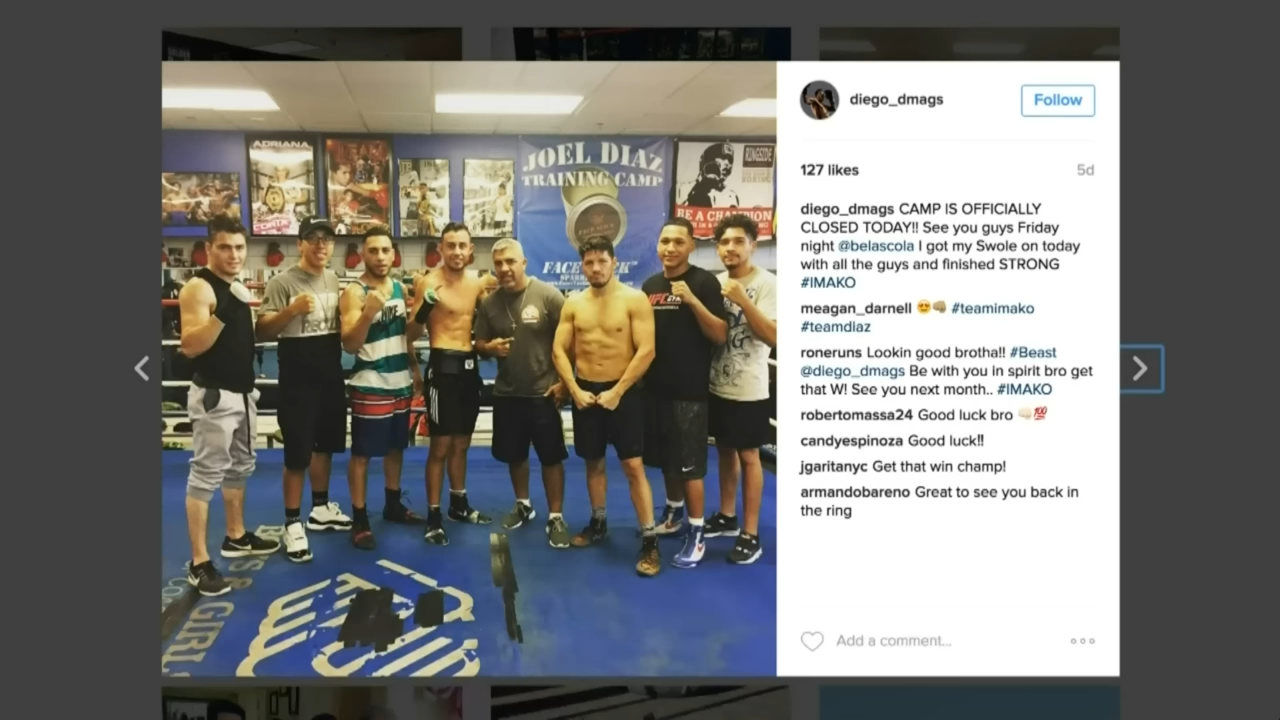 diego_dmags
Follow
127 likes
5d
diego_dmags CAMP IS OFFICIALLY
CLOSED TODAY!! See you guys Friday
night @belascola I got my Swole on today
with all the guys and finished STRONG
#IMAKO
meagan_darnell 😍👊🏽 #teamimako
#teamdiaz
roneruns Lookin good brotha!! #Beast
@diego_dmags Be with you in spirit bro get
that W! See you next month.. #IMAKO
robertomassa24 Good luck bro 👊🏻💯
candyespinoza Good luck!!
jgaritanyc Get that win champ!
armandobareno Great to see you back in
the ring
Add a comment...
ADRIANA
JOEL DIAZ
TRAINING CAMP
RINGSIDE
BE A CHAMPION